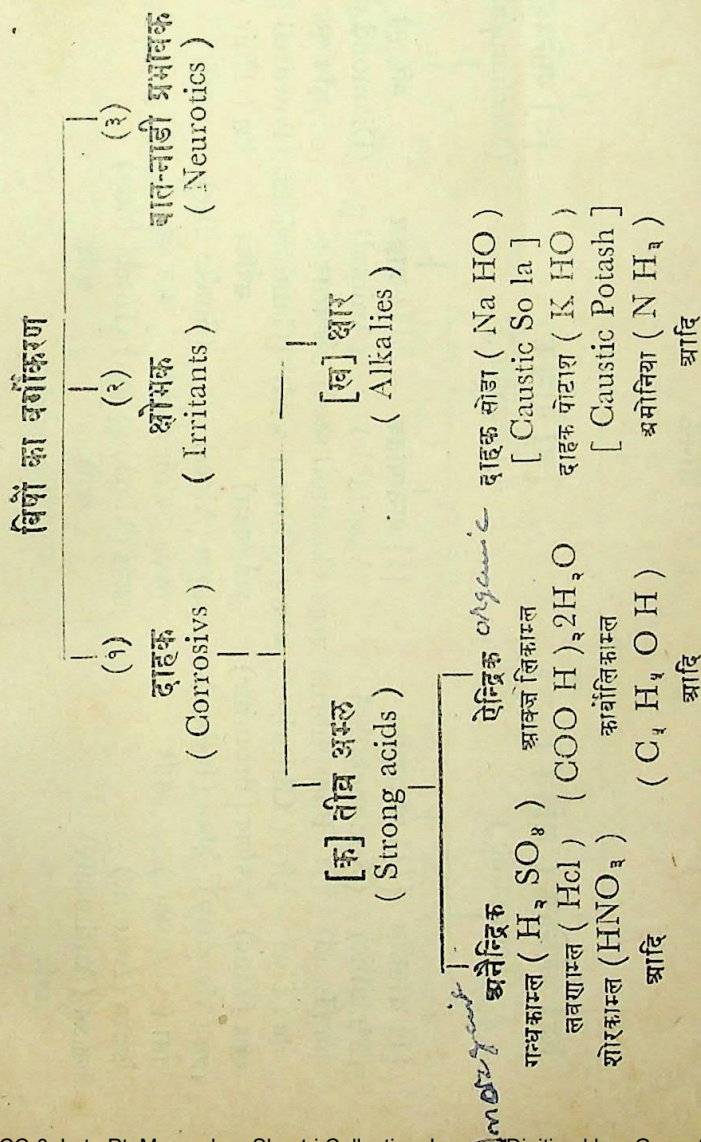 विषों का वर्गीकरण
(१) (२) (३)
दाहक क्षोभक वात-नाडी प्रभावक
( Corrosivs ) ( Irritants ) ( Neurotics )
[क] तीव्र अम्ल [ख] क्षार
( Strong acids ) ( Alkalies )
Inorganic organic
अनैन्द्रिक ऐन्द्रिक दाहक सोडा ( Na HO )
गन्धकाम्ल ( H₂ SO₄ ) आक्जेलिकाम्ल [ Caustic So la ]
लवणाम्ल ( Hcl ) ( COO H )₂2H₂O दाहक पोटाश ( K HO )
शोरकाम्ल (HNO₃ ) कार्बोलिकाम्ल [ Caustic Potash ]
आदि ( C₆ H₅ O H ) अमोनिया ( N H₃ )
आदि आदि